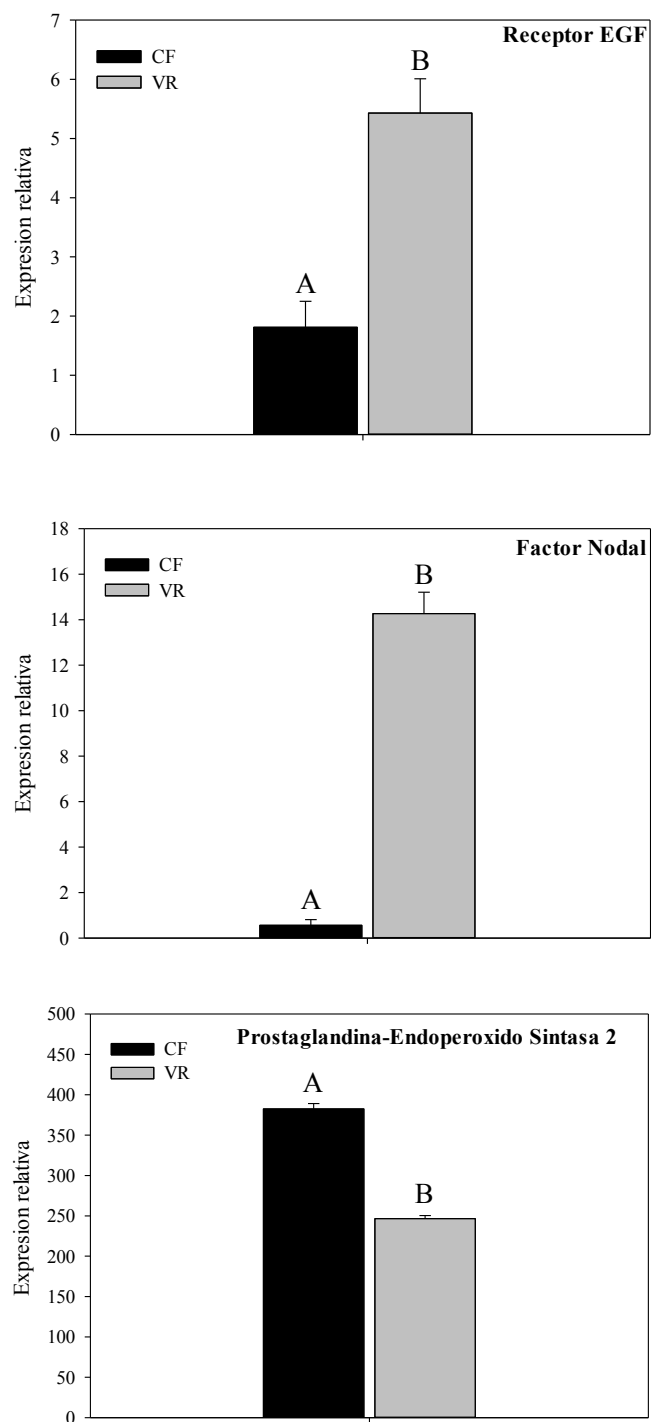 Receptor EGF
CF
VR
Expresion relativa
7
6
5
4
3
2
1
0
A
B
Factor Nodal
CF
VR
Expresion relativa
18
16
14
12
10
8
6
4
2
0
A
B
Prostaglandina-Endoperoxido Sintasa 2
CF
VR
Expresion relativa
500
450
400
350
300
250
200
150
100
50
0
A
B